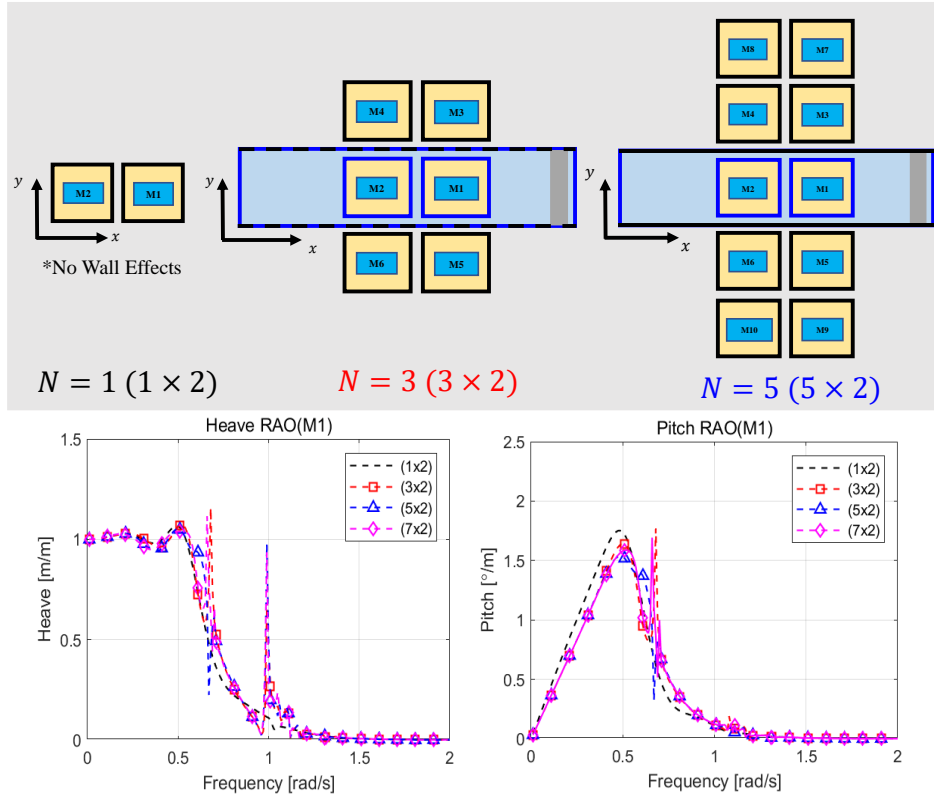 M8 M7
M4 M3
M4 M3
y M2 M1
y M2 M1
y M2 M1
x
x
x
*No Wall Effects
M6 M5
M6 M5
M10 M9
N = 1 (1 × 2)
N = 3 (3 × 2)
N = 5 (5 × 2)
Heave RAO(M1)
1.5
1
0.5
0
Heave [m/m]
(1x2)
(3x2)
(5x2)
(7x2)
0 0.5 1 1.5 2
Frequency [rad/s]
Pitch RAO(M1)
2.5
2
1.5
1
0.5
0
Pitch [°/m]
(1x2)
(3x2)
(5x2)
(7x2)
0 0.5 1 1.5 2
Frequency [rad/s]